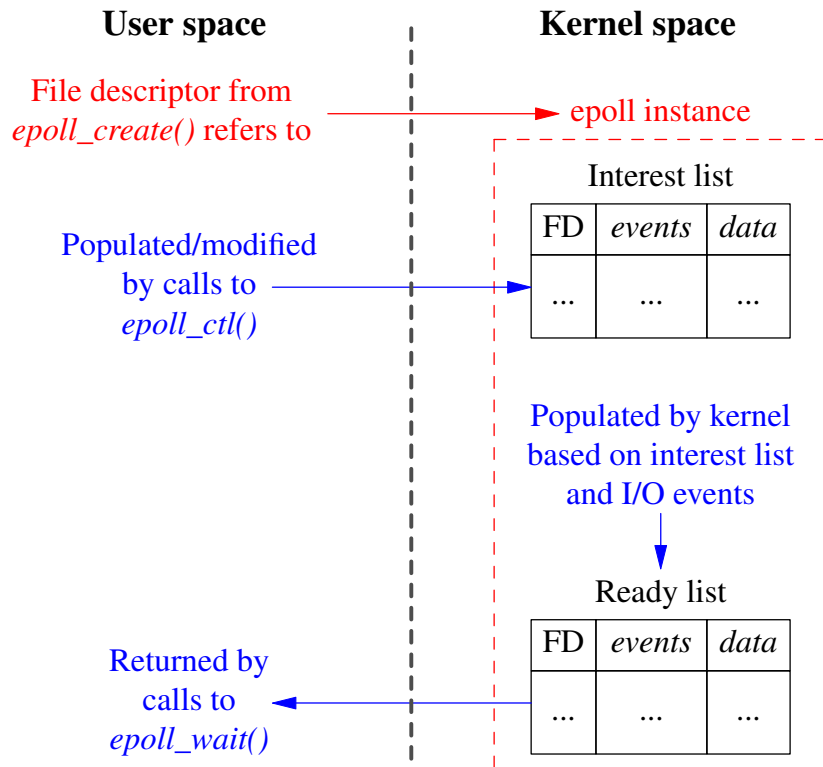 User space
Kernel space
File descriptor from
epoll_create() refers to
epoll instance
Interest list
FD events data
... ... ...
Populated/modified
by calls to
epoll_ctl()
Populated by kernel
based on interest list
and I/O events
Ready list
FD events data
... ... ...
Returned by
calls to
epoll_wait()